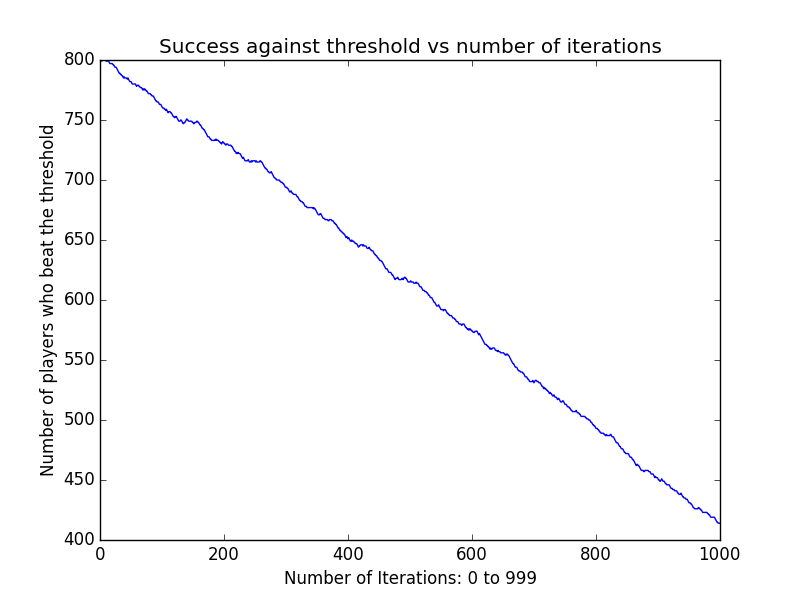 Success against threshold vs number of iterations
800
750
700
650
600
550
500
450
400
Number of players who beat the threshold
0 200 400 600 800 1000
Number of Iterations: 0 to 999